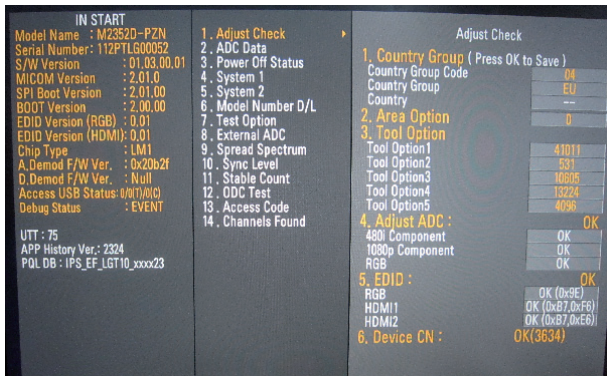 IN START
Model Name : M2352D-PZN
Serial Number: 112PTLG00052
S/W Version : 01.03.00.01
MICOM Version : 2.01.0
SPI Boot Version : 2.01.00
BOOT Version : 2.00.00
EDID Version (RGB) : 0.01
EDID Version (HDMI): 0.01
Chip Type : LM1
A.Demod F/W Ver. : 0x20b2f
D.Demod F/W Ver. : Null
Access USB Status: 0/0(T)/0(C)
Debug Status : EVENT
UTT : 75
APP History Ver.: 2324
PQL DB : IPS_EF_LGT10_xxxx23
1. Adjust Check
2. ADC Data
3. Power Off Status
4. System 1
5. System 2
6. Model Number D/L
7. Test Option
8. External ADC
9. Spread Spectrum
10. Sync Level
11. Stable Count
12. ODC Test
13. Access Code
14. Channels Found
Adjust Check
1. Country Group ( Press OK to Save )
Country Group Code 04
Country Group EU
Country ---
2. Area Option 0
3. Tool Option
Tool Option1 41011
Tool Option2 531
Tool Option3 10805
Tool Option4 13224
Tool Option5 4096
4. Adjust ADC : OK
480i Component OK
1080p Component OK
RGB OK
5. EDID : OK
RGB OK (0x9E)
HDMI1 OK (0xB7,0xF6)
HDMI2 OK (0xB7,0xE6)
6. Device CN : OK(3634)